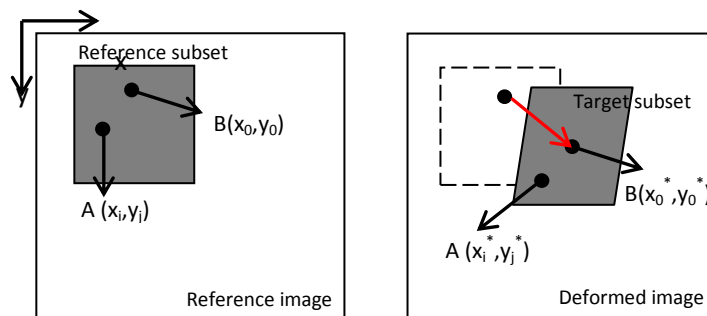 Reference subset
x
y
B(x₀,y₀)
A (xᵢ,yⱼ)
Reference image
Target subset
B(x₀*,y₀*)
A (xᵢ*,yⱼ*)
Deformed image